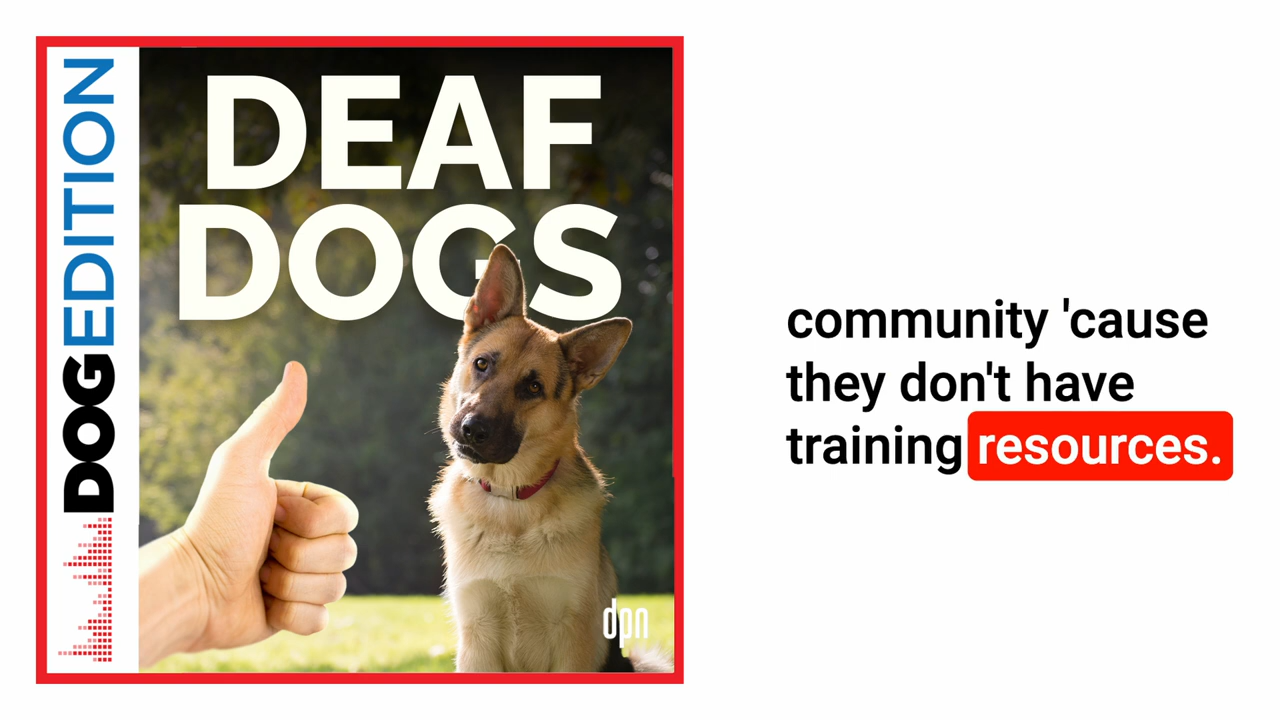 DOGEDITION
DEAF
DOGS
dpn
community 'cause
they don't have
training resources.